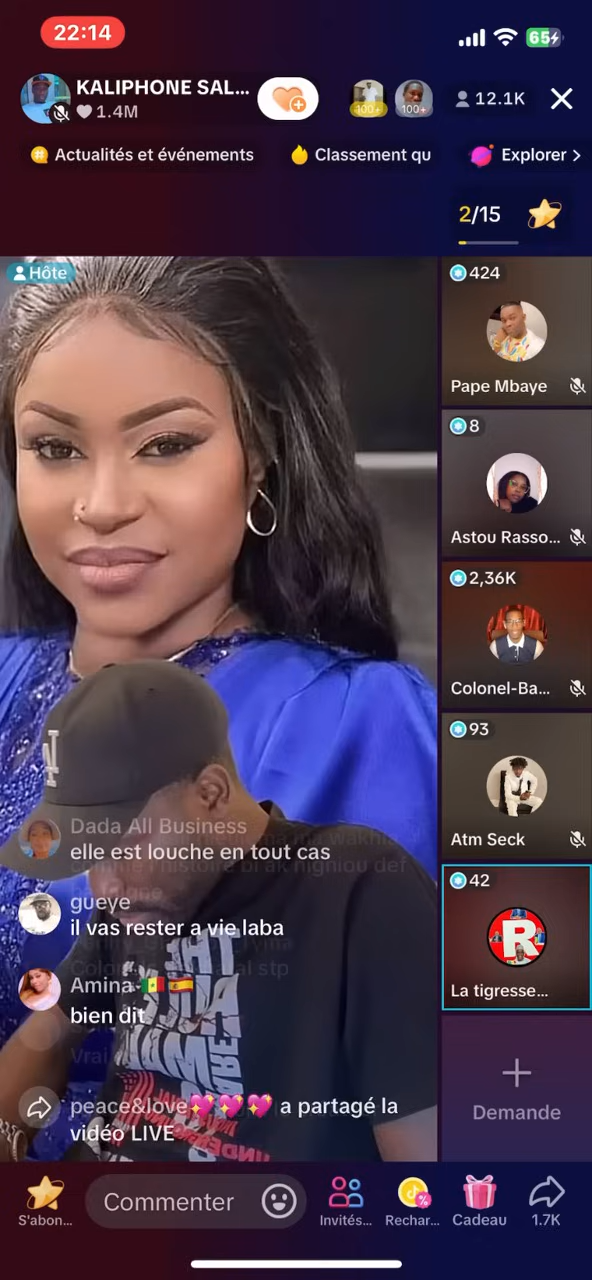 22:14
65
KALIPHONE SAL...
1.4M
100+
100+
12.1K
Actualités et événements
Classement qu
Explorer >
2/15
Hôte
424
Pape Mbaye
8
Astou Rasso...
2,36K
Colonel-Ba...
93
Atm Seck
42
R
La tigresse...
Demande
Dada All Business
elle est louche en tout cas
gueye
il vas rester a vie laba
Amina 🇸🇳🇪🇸
bien dit
peace&love💖💖💖 a partagé la
vidéo LIVE
S'abon...
Commenter
Invités...
Rechar...
Cadeau
1.7K